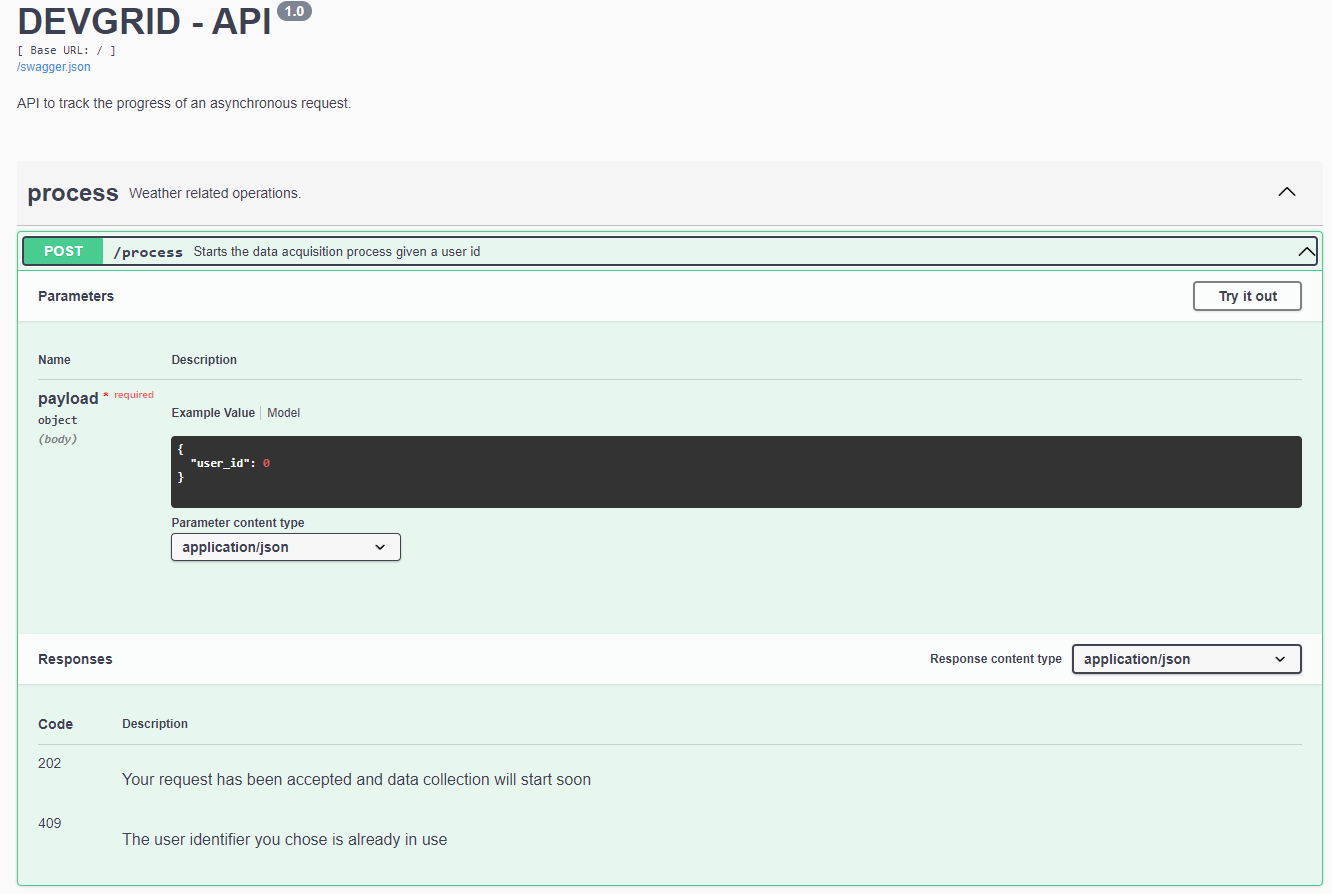 DEVGRID - API 1.0
[ Base URL: / ]
/swagger.json
API to track the progress of an asynchronous request.
process Weather related operations.
POST /process Starts the data acquisition process given a user id
Parameters Try it out
Name Description
payload * required
object
(body)
Example Value Model
{
  "user_id": 0
}
Parameter content type
application/json
Responses Response content type application/json
Code Description
202
Your request has been accepted and data collection will start soon
409
The user identifier you chose is already in use